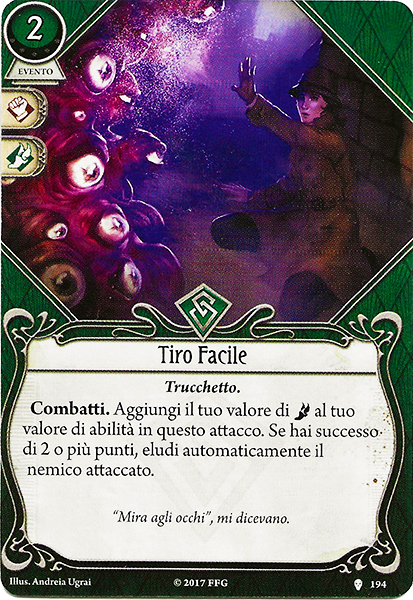 2
EVENTO
Tiro Facile
Trucchetto.
Combatti. Aggiungi il tuo valore di al tuo
valore di abilità in questo attacco. Se hai successo
di 2 o più punti, eludi automaticamente il
nemico attaccato.
“Mira agli occhi”, mi dicevano.
Illus. Andreia Ugrai
© 2017 FFG
194